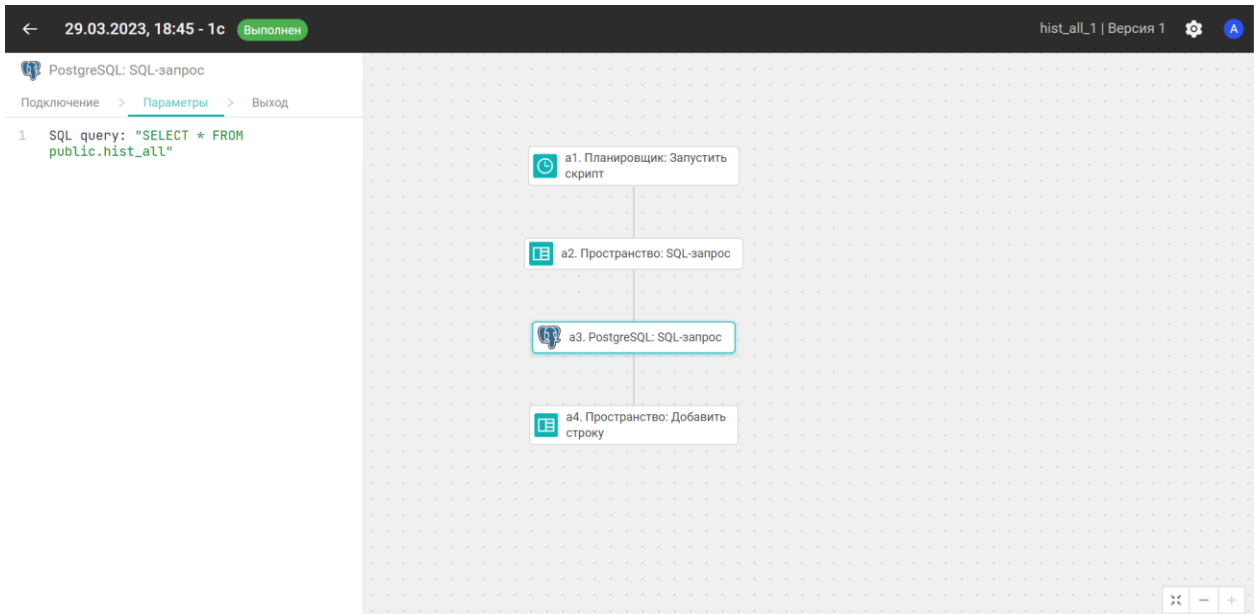 29.03.2023, 18:45 - 1с Выполнен
hist_all_1 | Версия 1
A
PostgreSQL: SQL-запрос
Подключение > Параметры > Выход
1 SQL query: "SELECT * FROM
public.hist_all"
a1. Планировщик: Запустить
скрипт
a2. Пространство: SQL-запрос
a3. PostgreSQL: SQL-запрос
a4. Пространство: Добавить
строку